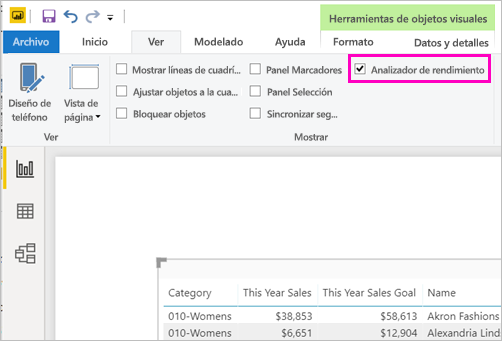 Herramientas de objetos visuales
Archivo Inicio Ver Modelado Ayuda Formato Datos y detalles
Mostrar líneas de cuadrí... Panel Marcadores Analizador de rendimiento
Ajustar objetos a la cua... Panel Selección
Bloquear objetos Sincronizar seg...
Diseño de teléfono
Vista de página
Ver Mostrar
Category This Year Sales This Year Sales Goal Name
010-Womens $38,853 $58,613 Akron Fashions
010-Womens $6,651 $12,904 Alexandria Lind